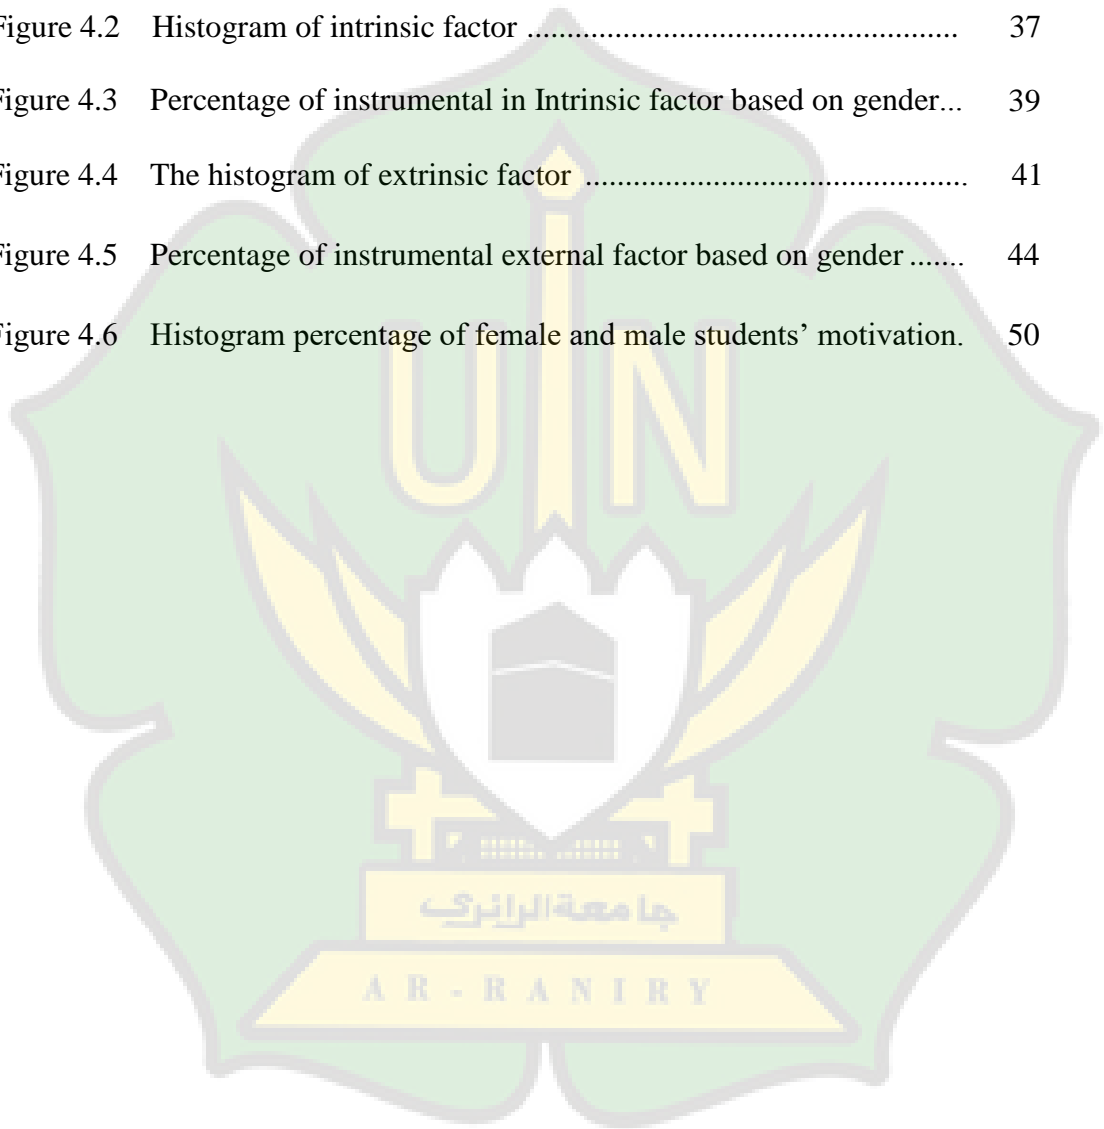 Figure 4.2 Histogram of intrinsic factor ...................................................... 37
Figure 4.3 Percentage of instrumental in Intrinsic factor based on gender... 39
Figure 4.4 The histogram of extrinsic factor ................................................ 41
Figure 4.5 Percentage of instrumental external factor based on gender ....... 44
Figure 4.6 Histogram percentage of female and male students’ motivation. 50
UIN
جامعةالرانري
AR-RANIRY